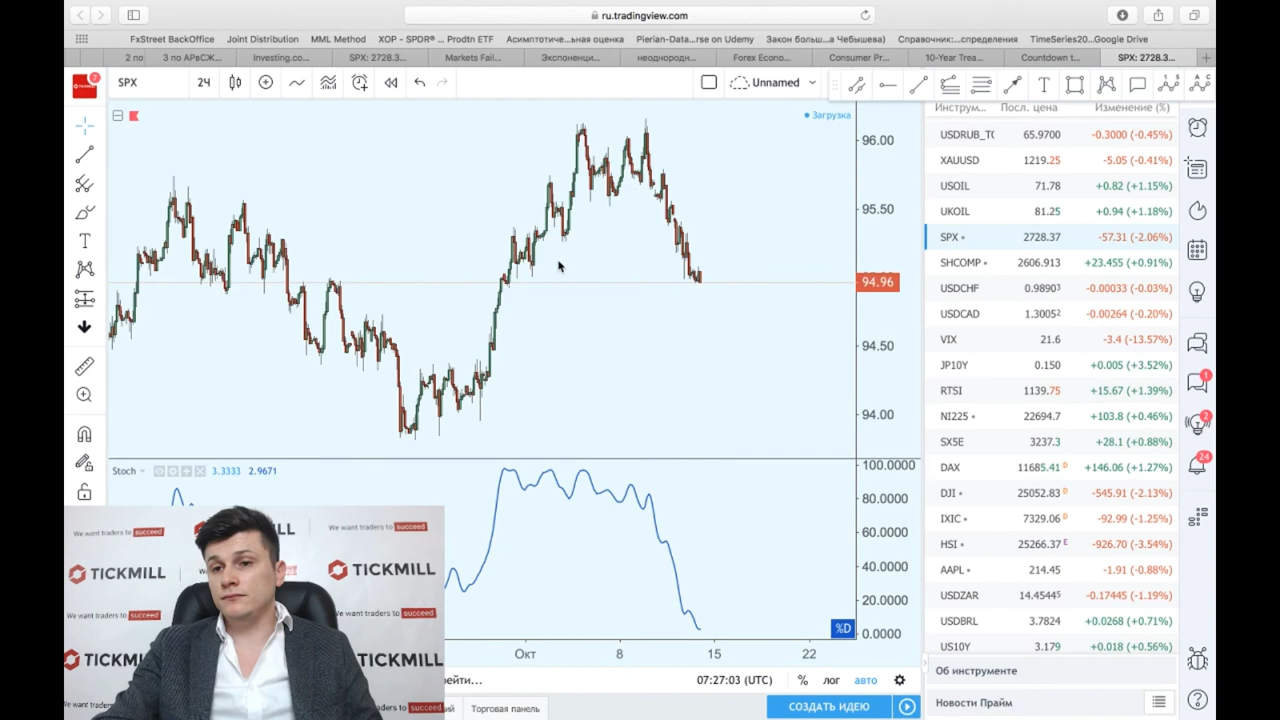 ru.tradingview.com
FxStreet BackOffice
Joint Distribution
MML Method
XOP - SPDR® ... Prodtn ETF
Асимптотиче...ьная оценка
Pierian-Data...rse on Udemy
Закон больш...а Чебышева)
Справочник:...спределения
TimeSeries20...Google Drive
2 по
3 по АРвСЖ...
Investing.co...
SPX: 2728.3...
Markets Fail...
Экспоненци...
неоднородн...
Forex Econo...
Consumer Pr...
10-Year Trea...
Countdown t...
SPX: 2728.3...
7
SPX
24
Unnamed
Загрузка
96.00
95.50
94.96
94.50
94.00
Stoch
3.3333
2.9671
100.0000
80.0000
60.0000
40.0000
20.0000
0.0000
%D
Окт
8
15
22
ейти...
07:27:03 (UTC)
%
лог
авто
Торговая панель
СОЗДАТЬ ИДЕЮ
Инструм...
Посл. цена
Изменение (%)
USDRUB_TO 65.9700 -0.3000 (-0.45%)
XAUUSD 1219.25 -5.05 (-0.41%)
USOIL 71.78 +0.82 (+1.15%)
UKOIL 81.25 +0.94 (+1.18%)
SPX 2728.37 -57.31 (-2.06%)
SHCOMP 2606.913 +23.455 (+0.91%)
USDCHF 0.98903 -0.00033 (-0.03%)
USDCAD 1.30052 -0.00264 (-0.20%)
VIX 21.6 -3.4 (-13.57%)
JP10Y 0.150 +0.005 (+3.52%)
RTSI 1139.75 +15.67 (+1.39%)
NI225 22694.7 +103.8 (+0.46%)
SX5E 3237.3 +28.1 (+0.88%)
DAX 11685.41 D +146.06 (+1.27%)
DJI 25052.83 D -545.91 (-2.13%)
IXIC 7329.06 D -92.99 (-1.25%)
HSI 25266.37 E -926.70 (-3.54%)
AAPL 214.45 -1.91 (-0.88%)
USDZAR 14.45445 -0.17445 (-1.19%)
USDBRL 3.7824 +0.0268 (+0.71%)
US10Y 3.179 +0.018 (+0.56%)
Об инструменте
Новости Прайм
1
2
24
We want traders to succeed
We want traders to succeed
TICKMILL
TICKMILL
We want traders to succeed
We want traders to succeed
TICKMILL